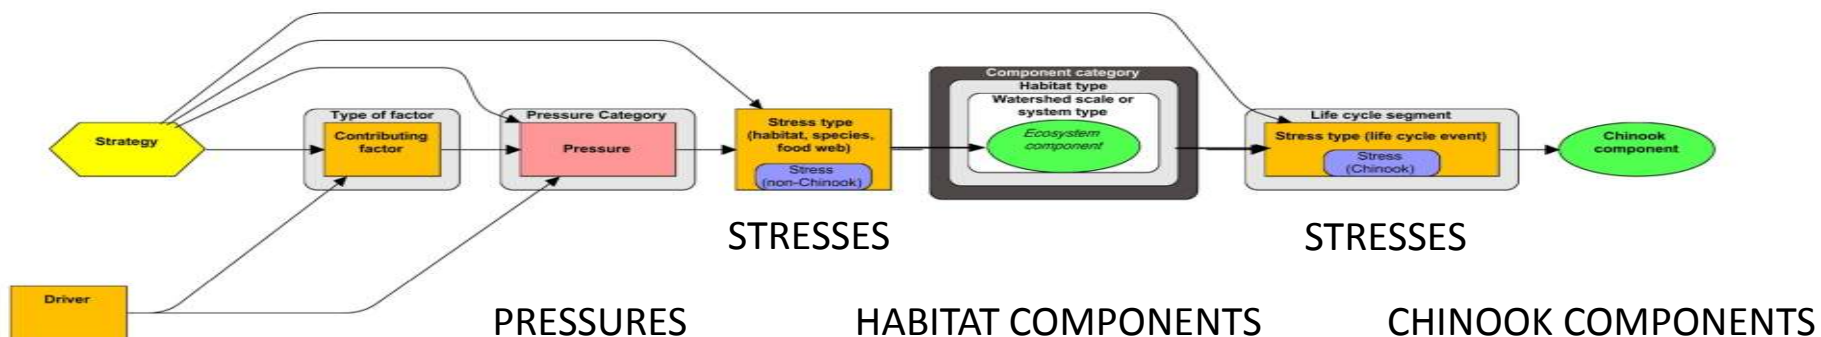 Strategy
Type of factor
Contributing
factor
Pressure Category
Pressure
Stress type
(habitat, species,
food web)
Stress
(non-Chinook)
Component category
Habitat type
Watershed scale or
system type
Ecosystem
component
Life cycle segment
Stress type (life cycle event)
Stress
(Chinook)
Chinook
component
STRESSES
STRESSES
Driver
PRESSURES
HABITAT COMPONENTS
CHINOOK COMPONENTS